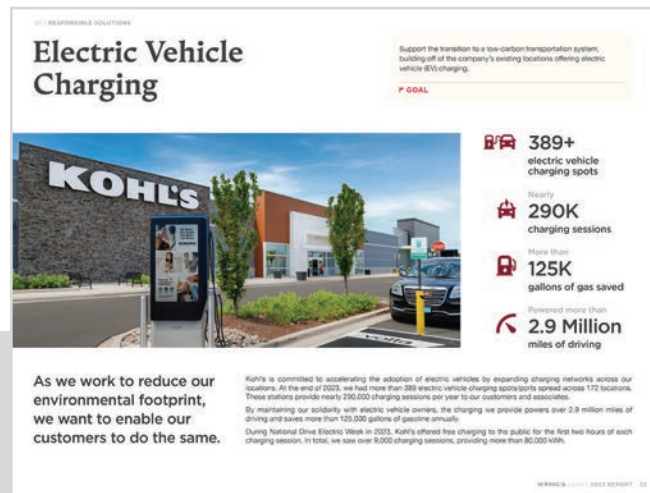 07 | RESPONSIBLE SOLUTIONS
Electric Vehicle
Charging
Support the transition to a low-carbon transportation system,
building off of the company's existing locations offering electric
vehicle (EV) charging.
GOAL
KOHL'S
volta
389+
electric vehicle
charging spots
Nearly
290K
charging sessions
More than
125K
gallons of gas saved
Powered more than
2.9 Million
miles of driving
As we work to reduce our
environmental footprint,
we want to enable our
customers to do the same.
Kohl's is committed to accelerating the adoption of electric vehicles by expanding charging networks across our
locations. At the end of 2023, we had more than 389 electric vehicle charging spots/ports spread across 172 locations.
These stations provide nearly 290,000 charging sessions per year to our customers and associates.
By maintaining our solidarity with electric vehicle owners, the charging we provide powers over 2.9 million miles of
driving and saves more than 125,000 gallons of gasoline annually.
During National Drive Electric Week in 2023, Kohl's offered free charging to the public for the first two hours of each
charging session. In total, we saw over 9,000 charging sessions, providing more than 80,000 kWh.
KOHL'S 2023 REPORT